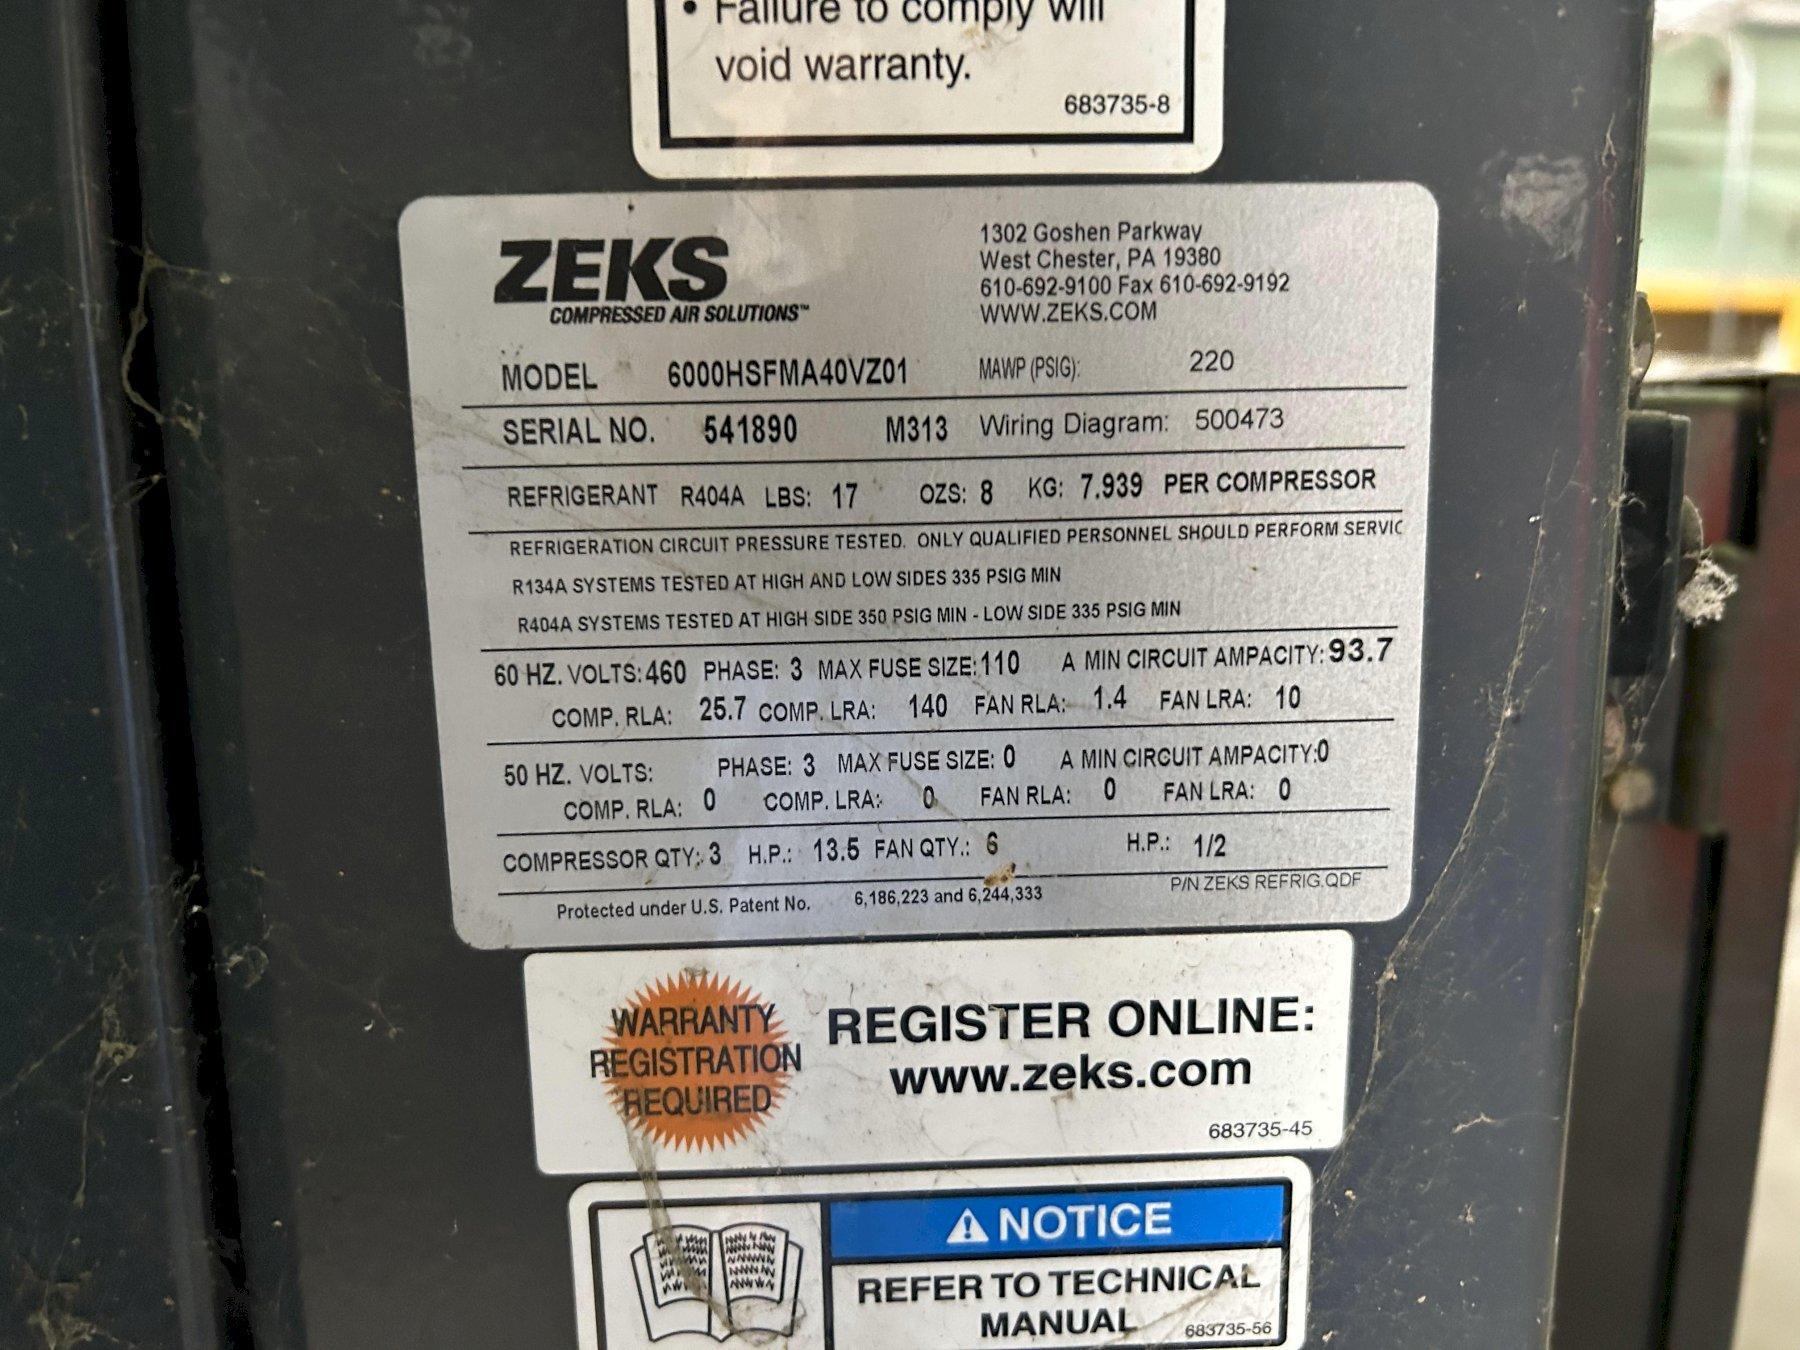 • Failure to comply will
void warranty.
683735-8
ZEKS
COMPRESSED AIR SOLUTIONS™
1302 Goshen Parkway
West Chester, PA 19380
610-692-9100 Fax 610-692-9192
WWW.ZEKS.COM
MODEL 6000HSFMA40VZ01 MAWP (PSIG): 220
SERIAL NO. 541890 M313 Wiring Diagram: 500473
REFRIGERANT R404A LBS: 17 OZS: 8 KG: 7.939 PER COMPRESSOR
REFRIGERATION CIRCUIT PRESSURE TESTED. ONLY QUALIFIED PERSONNEL SHOULD PERFORM SERVIC
R134A SYSTEMS TESTED AT HIGH AND LOW SIDES 335 PSIG MIN
R404A SYSTEMS TESTED AT HIGH SIDE 350 PSIG MIN - LOW SIDE 335 PSIG MIN
60 HZ. VOLTS: 460 PHASE: 3 MAX FUSE SIZE: 110 A MIN CIRCUIT AMPACITY: 93.7
COMP. RLA: 25.7 COMP. LRA: 140 FAN RLA: 1.4 FAN LRA: 10
50 HZ. VOLTS: PHASE: 3 MAX FUSE SIZE: 0 A MIN CIRCUIT AMPACITY: 0
COMP. RLA: 0 COMP. LRA: 0 FAN RLA: 0 FAN LRA: 0
COMPRESSOR QTY: 3 H.P.: 13.5 FAN QTY.: 6 H.P.: 1/2
Protected under U.S. Patent No. 6,186,223 and 6,244,333 P/N ZEKS REFRIG.QDF
WARRANTY
REGISTRATION
REQUIRED
REGISTER ONLINE:
www.zeks.com
683735-45
NOTICE
REFER TO TECHNICAL
MANUAL
683735-56